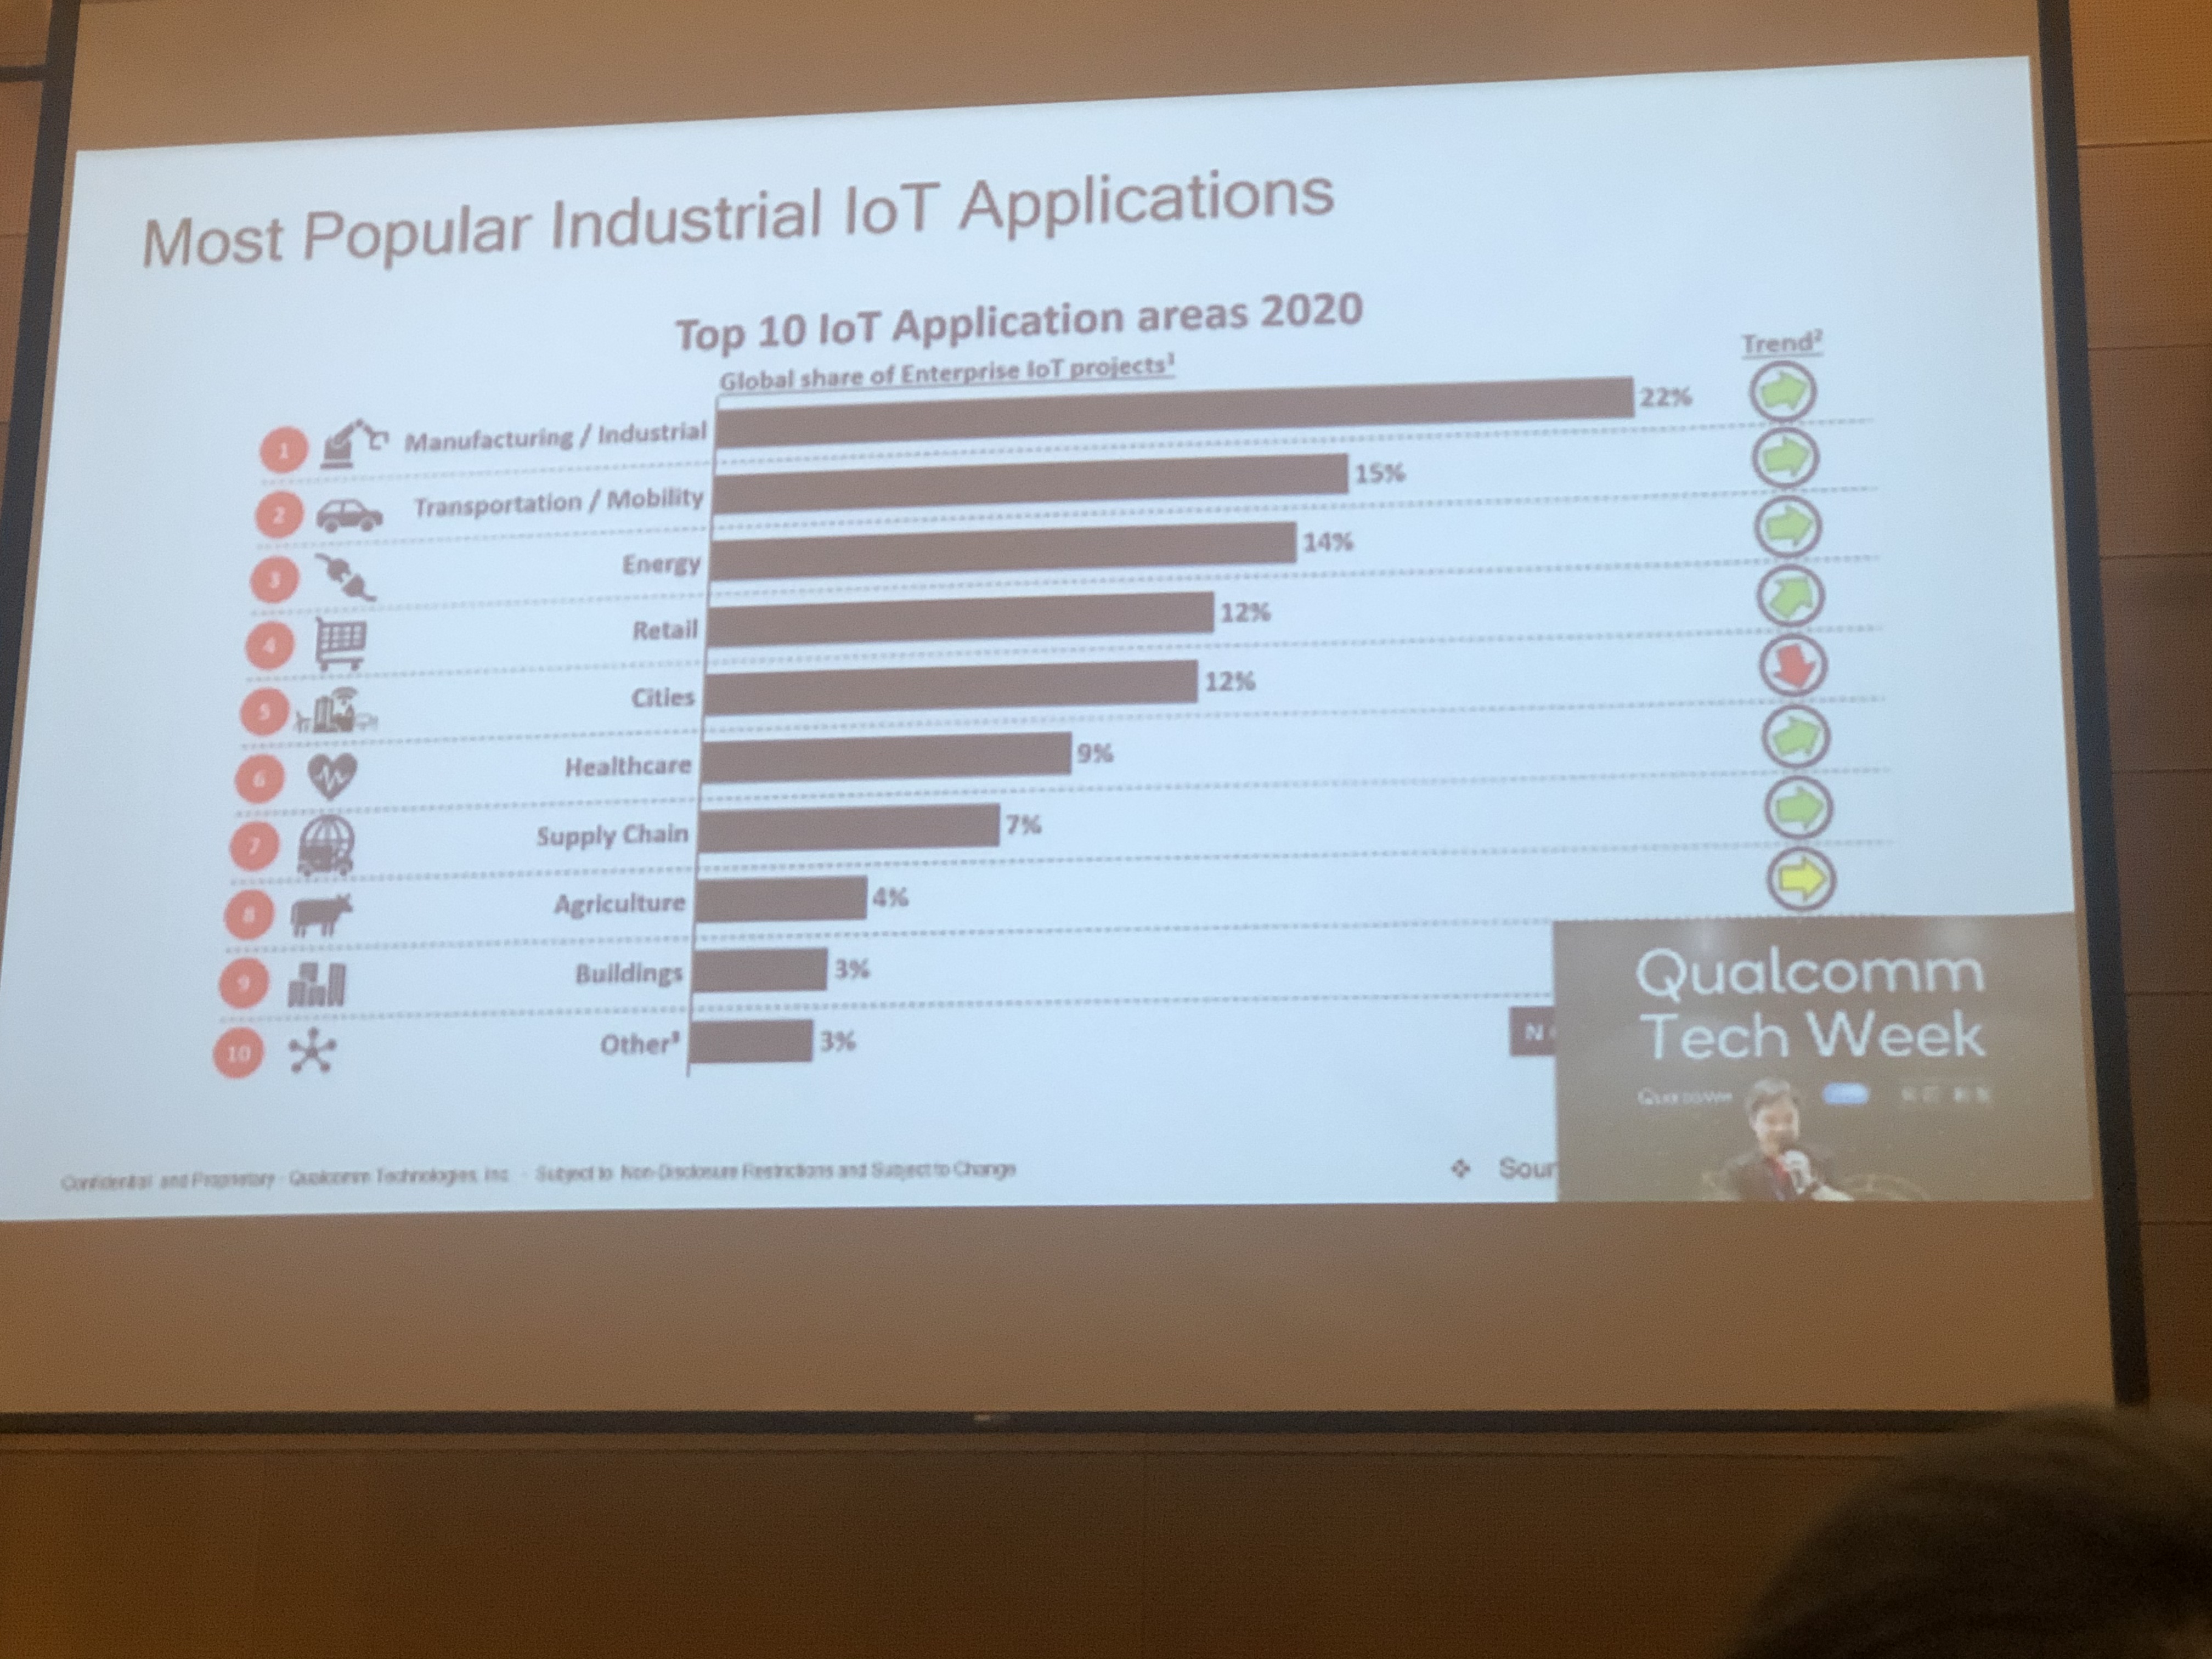 Most Popular Industrial IoT Applications
Top 10 IoT Application areas 2020
Global share of Enterprise IoT projects¹
Trend²
1 Manufacturing / Industrial 22%
2 Transportation / Mobility 15%
3 Energy 14%
4 Retail 12%
5 Cities 12%
6 Healthcare 9%
7 Supply Chain 7%
8 Agriculture 4%
9 Buildings 3%
10 Other³ 3%
N
Qualcomm
Tech Week
Qualcomm
Confidential and Proprietary - Qualcomm Technologies, Inc. - Subject to Non-Disclosure Restrictions and Subject to Change
❖ Sour